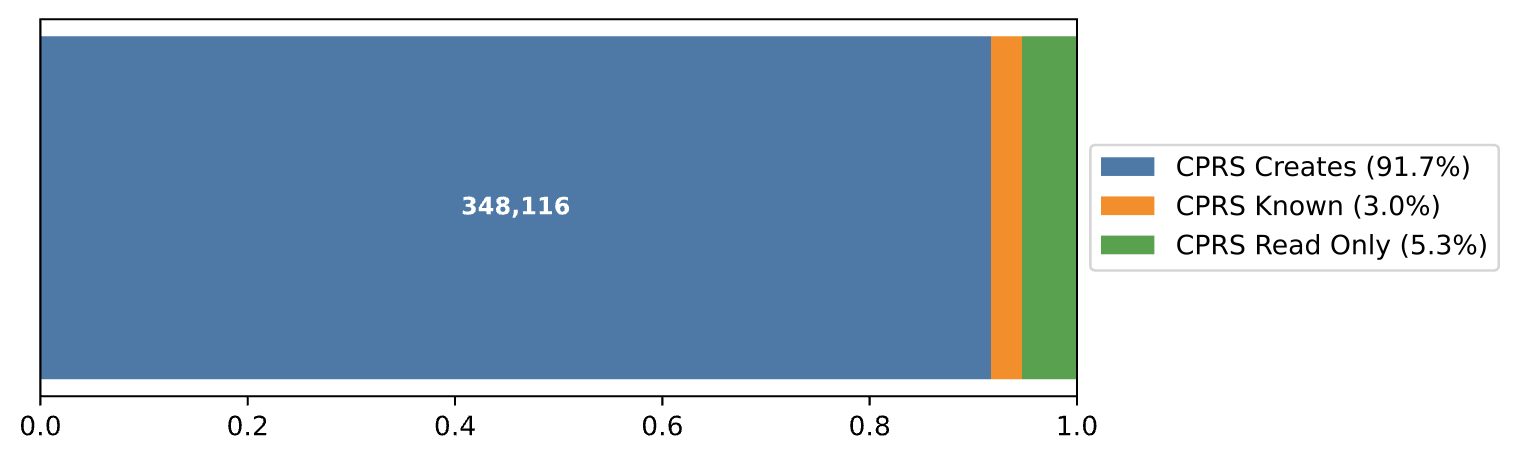 348,116
CPRS Creates (91.7%)
CPRS Known (3.0%)
CPRS Read Only (5.3%)
0.0 0.2 0.4 0.6 0.8 1.0